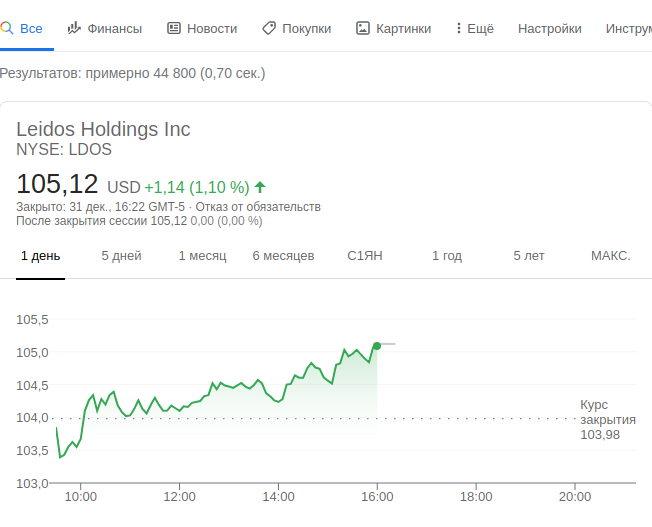 Все Финансы Новости Покупки Картинки Ещё Настройки Инструм
Результатов: примерно 44 800 (0,70 сек.)
Leidos Holdings Inc
NYSE: LDOS
105,12 USD +1,14 (1,10 %)
Закрыто: 31 дек., 16:22 GMT-5 · Отказ от обязательств
После закрытия сессии 105,12 0,00 (0,00 %)
1 день 5 дней 1 месяц 6 месяцев С1ЯН 1 год 5 лет МАКС.
105,5
105,0
104,5
104,0
103,5
103,0
Курс
закрытия
103,98
10:00 12:00 14:00 16:00 18:00 20:00